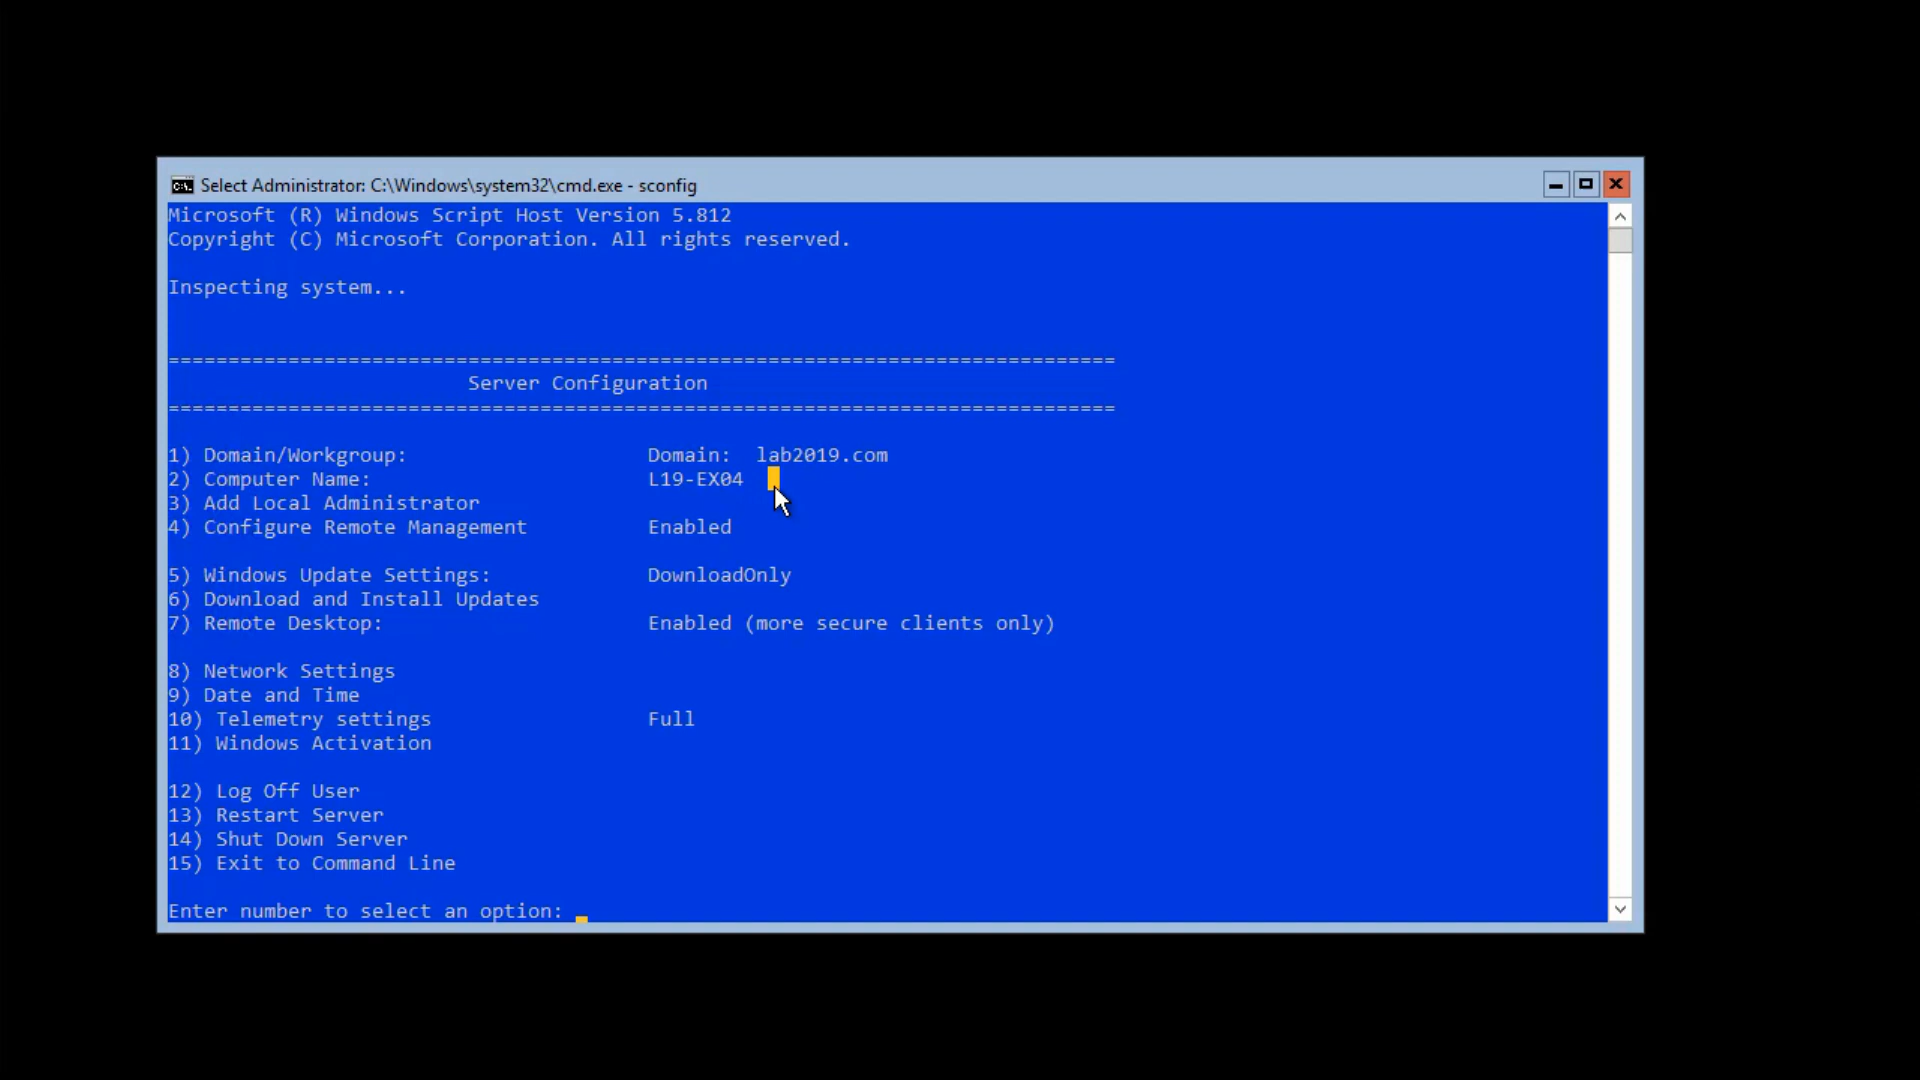 Select Administrator: C:\Windows\system32\cmd.exe - sconfig
Microsoft (R) Windows Script Host Version 5.812
Copyright (C) Microsoft Corporation. All rights reserved.
Inspecting system...
===============================================================================
Server Configuration
===============================================================================
1) Domain/Workgroup: Domain: lab2019.com
2) Computer Name: L19-EX04
3) Add Local Administrator
4) Configure Remote Management Enabled
5) Windows Update Settings: DownloadOnly
6) Download and Install Updates
7) Remote Desktop: Enabled (more secure clients only)
8) Network Settings
9) Date and Time
10) Telemetry settings Full
11) Windows Activation
12) Log Off User
13) Restart Server
14) Shut Down Server
15) Exit to Command Line
Enter number to select an option: